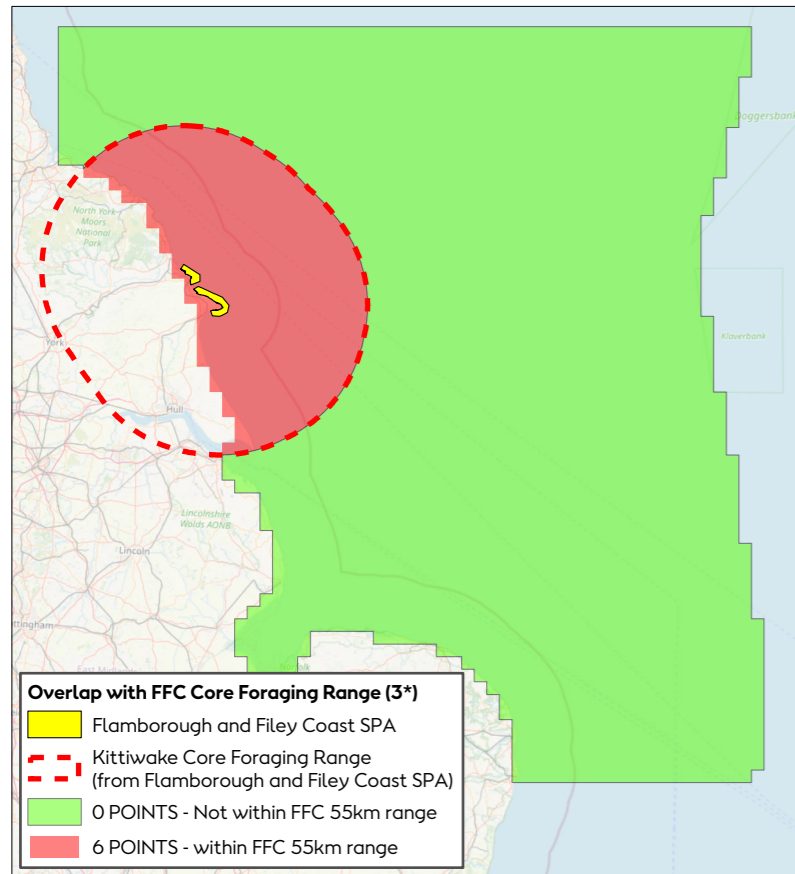 Doggersbank
North York
Moors
National
Park
Klaverbank
York
Hull
Lincolnshire
Wolds AONB
Lincoln
ttingham
East Midlands
Norfolk
Overlap with FFC Core Foraging Range (3*)
Flamborough and Filey Coast SPA
Kittiwake Core Foraging Range
(from Flamborough and Filey Coast SPA)
0 POINTS - Not within FFC 55km range
6 POINTS - within FFC 55km range